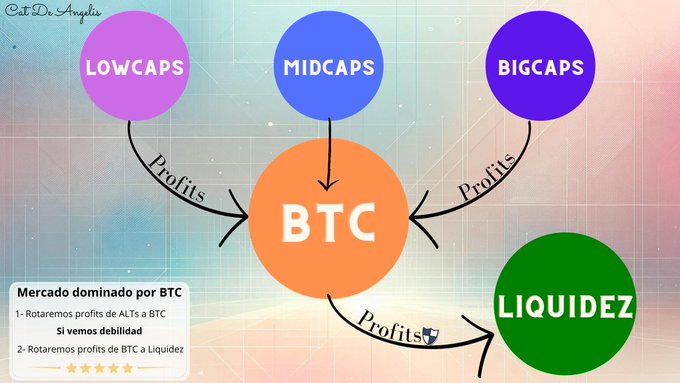 Cat De Angelis
LOWCAPS
MIDCAPS
BIGCAPS
Profits
Profits
BTC
LIQUIDEZ
Profits
Mercado dominado por BTC
1- Rotaremos profits de ALTs a BTC
Si vemos debilidad
2- Rotaremos profits de BTC a Liquidez